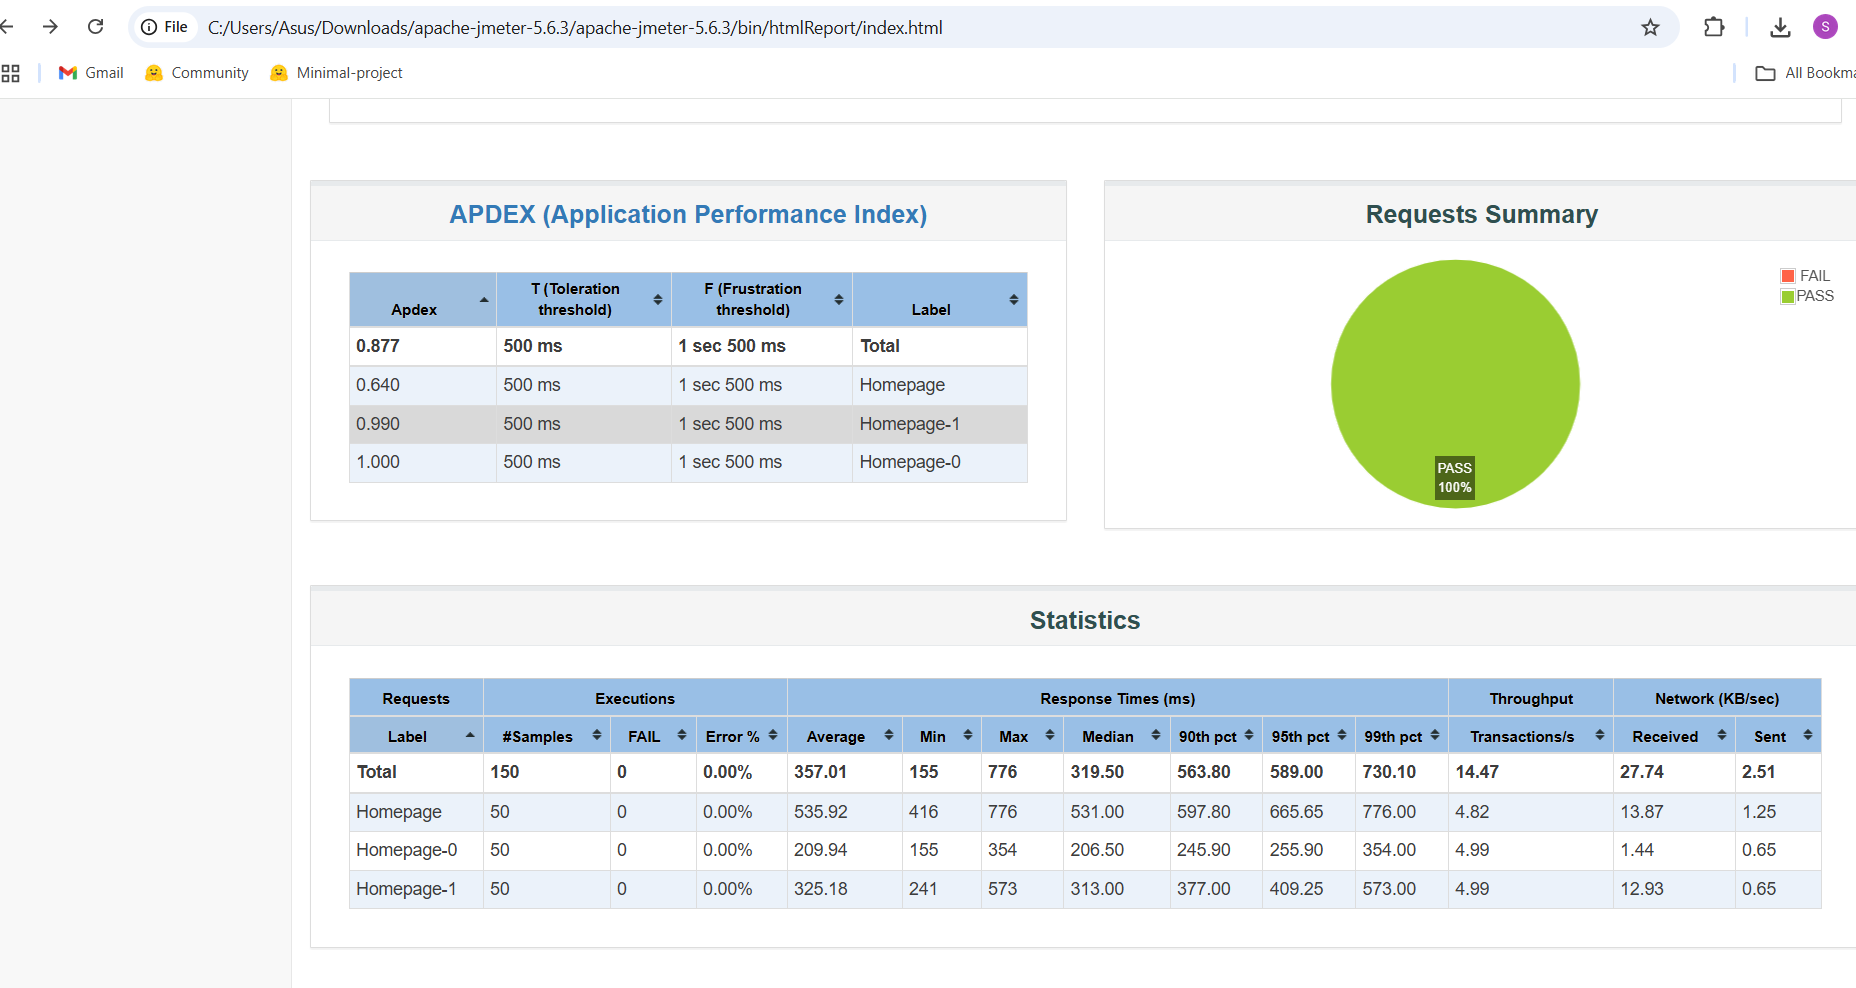 File C:/Users/Asus/Downloads/apache-jmeter-5.6.3/apache-jmeter-5.6.3/bin/htmlReport/index.html S
Gmail Community Minimal-project All Bookma
APDEX (Application Performance Index)
Apdex T (Toleration threshold) F (Frustration threshold) Label
0.877 500 ms 1 sec 500 ms Total
0.640 500 ms 1 sec 500 ms Homepage
0.990 500 ms 1 sec 500 ms Homepage-1
1.000 500 ms 1 sec 500 ms Homepage-0
Requests Summary
FAIL
PASS
PASS
100%
Statistics
Requests Executions Response Times (ms) Throughput Network (KB/sec)
Label #Samples FAIL Error % Average Min Max Median 90th pct 95th pct 99th pct Transactions/s Received Sent
Total 150 0 0.00% 357.01 155 776 319.50 563.80 589.00 730.10 14.47 27.74 2.51
Homepage 50 0 0.00% 535.92 416 776 531.00 597.80 665.65 776.00 4.82 13.87 1.25
Homepage-0 50 0 0.00% 209.94 155 354 206.50 245.90 255.90 354.00 4.99 1.44 0.65
Homepage-1 50 0 0.00% 325.18 241 573 313.00 377.00 409.25 573.00 4.99 12.93 0.65